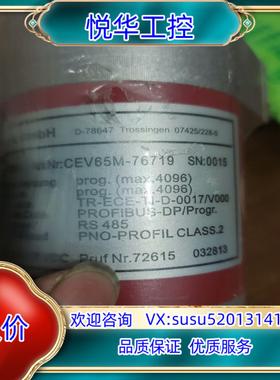 悦华工控
mbH
D-78647 Trossingen 07425/228-0
Nr:CEV65M-76719 SN:0015
prog.(max.4096)
prog.(max.4096)
TR-ECE-TI-D-0017/V000
PROFIBUS-DP/Progr.
RS 485
PNO-PROFIL CLASS.2
Pruf Nr.72615 032813
价
欢迎咨询 VX:susu52013141
品质保证 优质服务